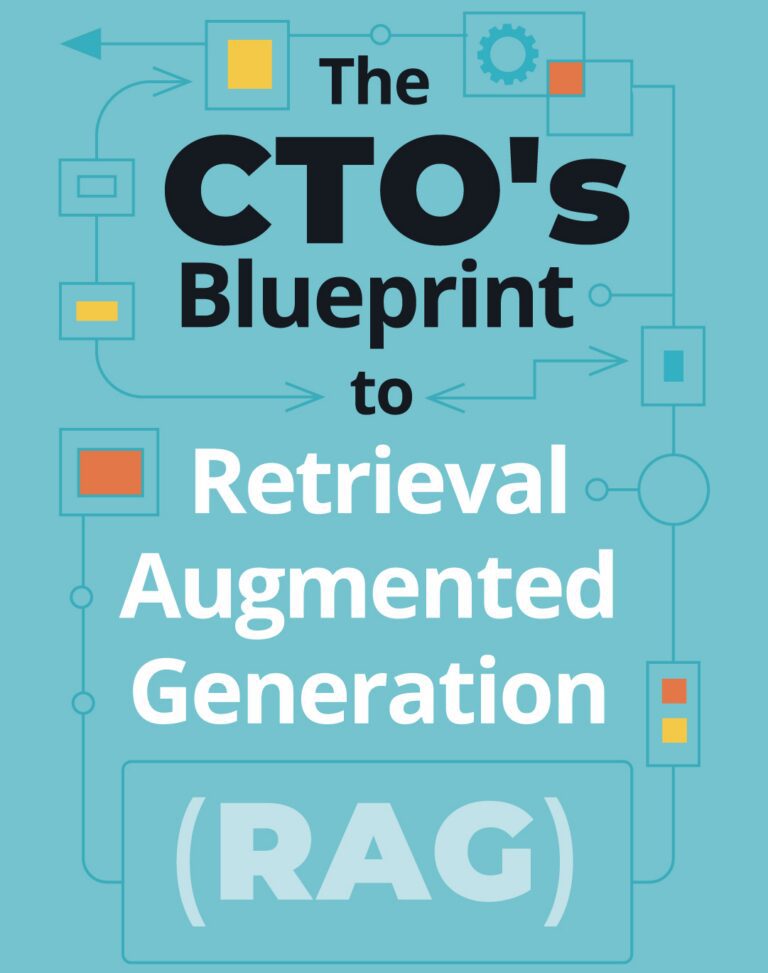 The
CTO's
Blueprint
to
Retrieval
Augmented
Generation
(RAG)